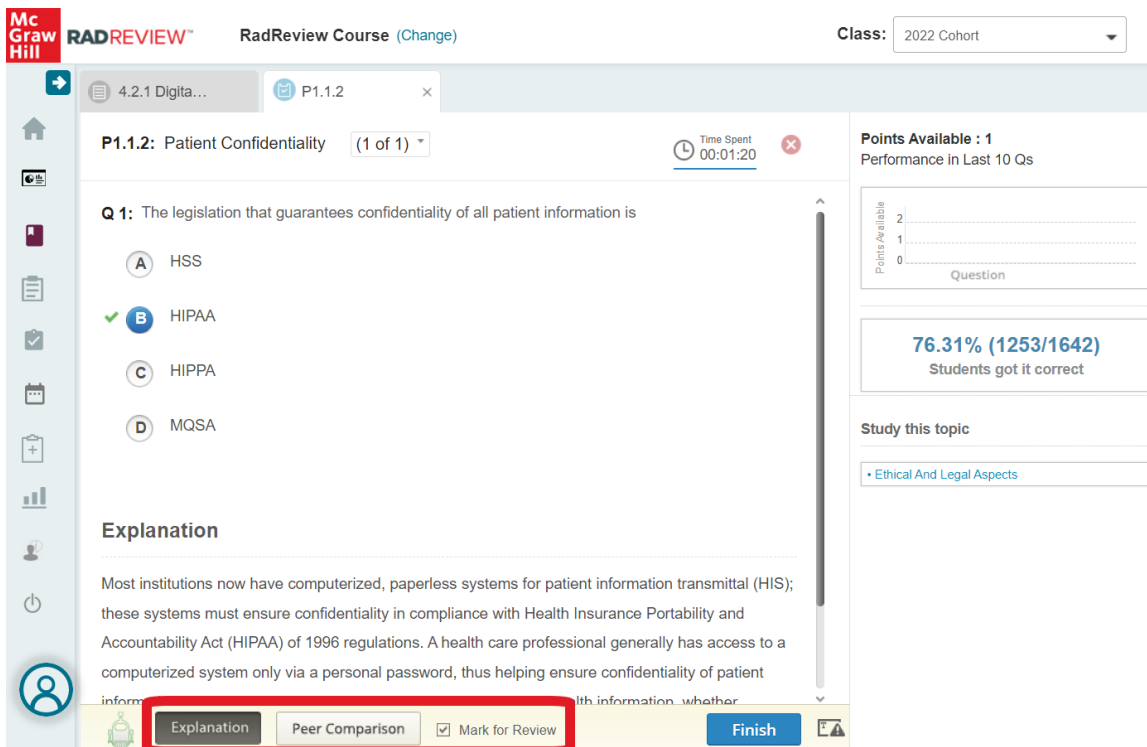 Mc
Graw
Hill
RADREVIEW™
RadReview Course (Change)
Class:
2022 Cohort
4.2.1 Digita...
P1.1.2
P1.1.2: Patient Confidentiality (1 of 1)
Time Spent
00:01:20
Q 1: The legislation that guarantees confidentiality of all patient information is
A HSS
B HIPAA
C HIPPA
D MQSA
Explanation
Most institutions now have computerized, paperless systems for patient information transmittal (HIS);
these systems must ensure confidentiality in compliance with Health Insurance Portability and
Accountability Act (HIPAA) of 1996 regulations. A health care professional generally has access to a
computerized system only via a personal password, thus helping ensure confidentiality of patient
Explanation
Peer Comparison
Mark for Review
Finish
Points Available : 1
Performance in Last 10 Qs
Points Available
2
1
0
Question
76.31% (1253/1642)
Students got it correct
Study this topic
• Ethical And Legal Aspects